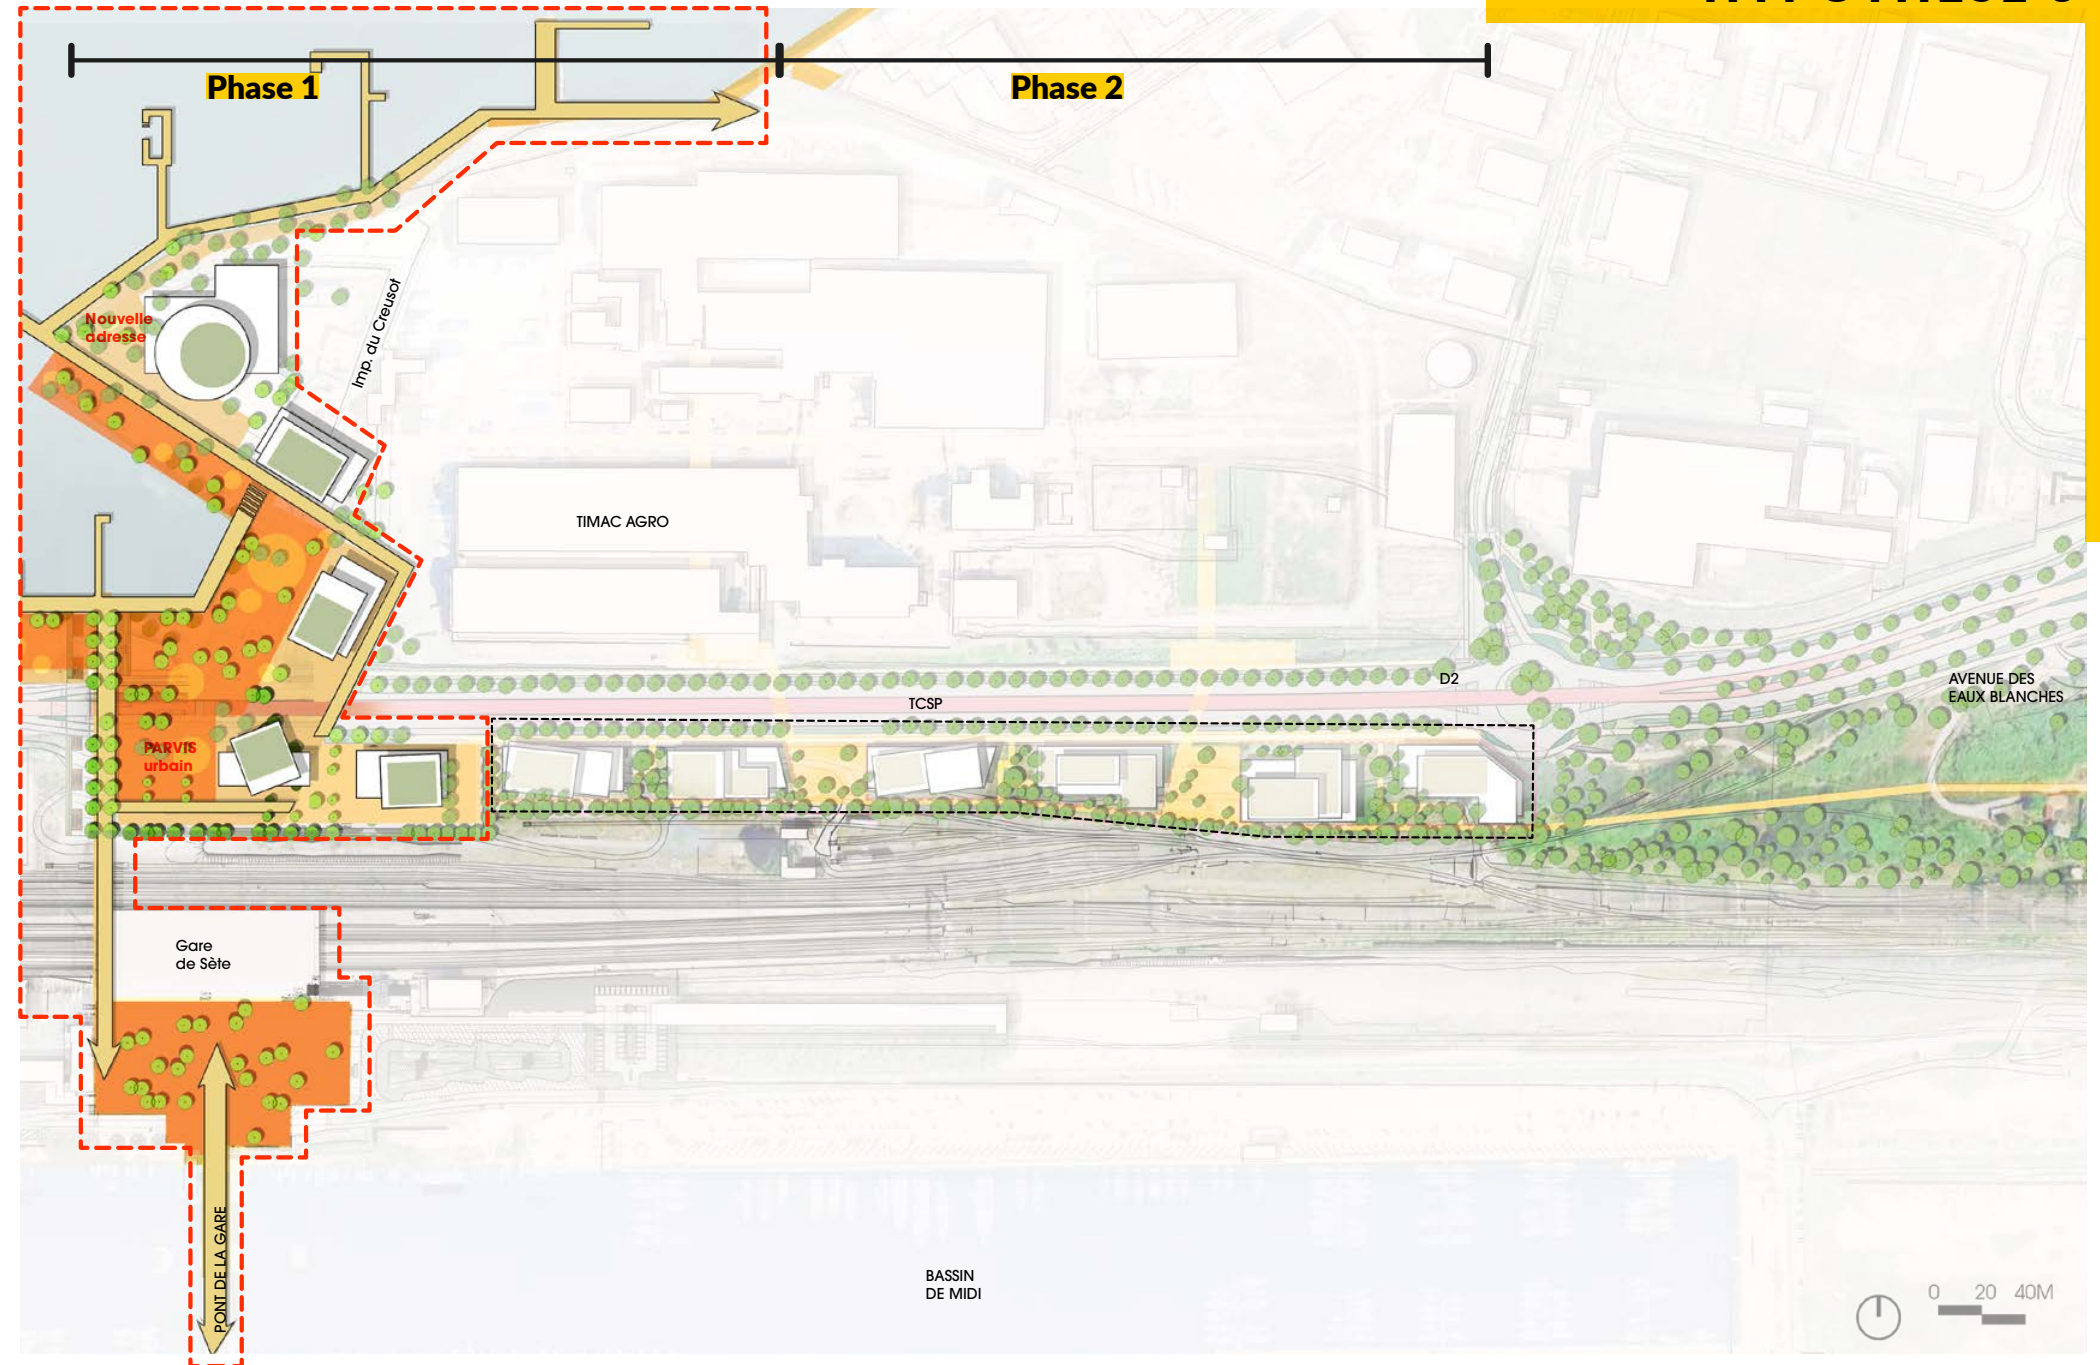 Phase 1
Phase 2
Imp. du Creusot
Nouvelle
adresse
TIMAC AGRO
TCSP
D2
AVENUE DES
EAUX BLANCHES
PARVIS
urbain
Gare
de Sète
PONT DE LA GARE
BASSIN
DE MIDI
0 20 40M